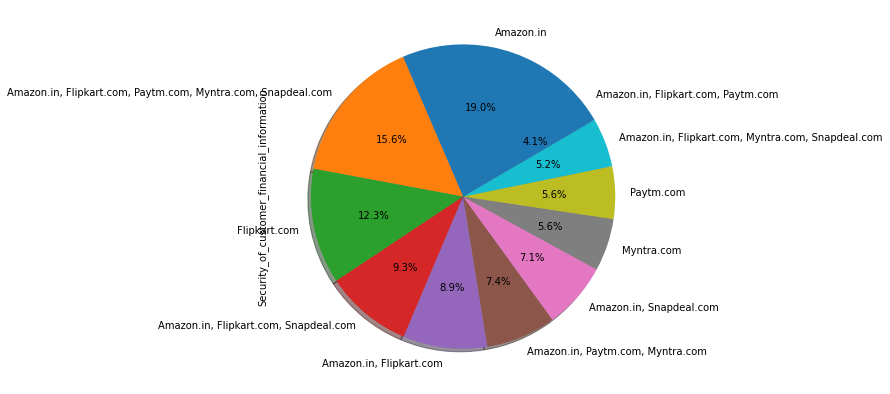 Amazon.in
Amazon.in, Flipkart.com, Paytm.com, Myntra.com, Snapdeal.com
Amazon.in, Flipkart.com, Paytm.com
19.0%
15.6%
4.1%
Amazon.in, Flipkart.com, Myntra.com, Snapdeal.com
5.2%
5.6%
Paytm.com
Security_of_customer_financial_information
12.3%
5.6%
Flipkart.com
Myntra.com
7.1%
9.3%
7.4%
8.9%
Amazon.in, Snapdeal.com
Amazon.in, Flipkart.com, Snapdeal.com
Amazon.in, Paytm.com, Myntra.com
Amazon.in, Flipkart.com